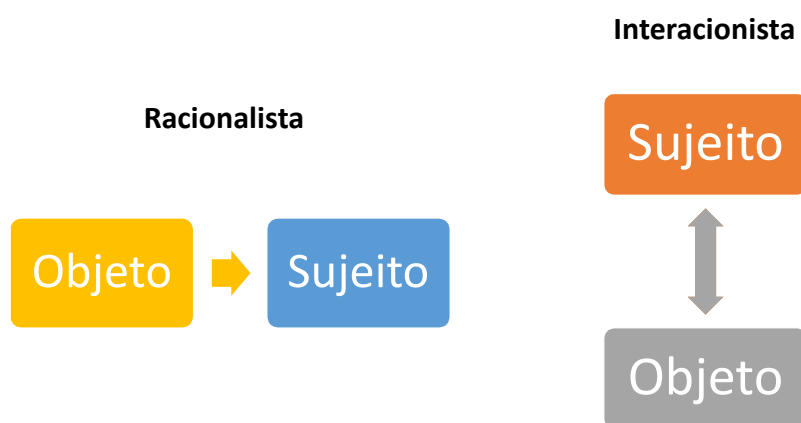 Interacionista
Racionalista
Sujeito
Objeto
Sujeito
Objeto